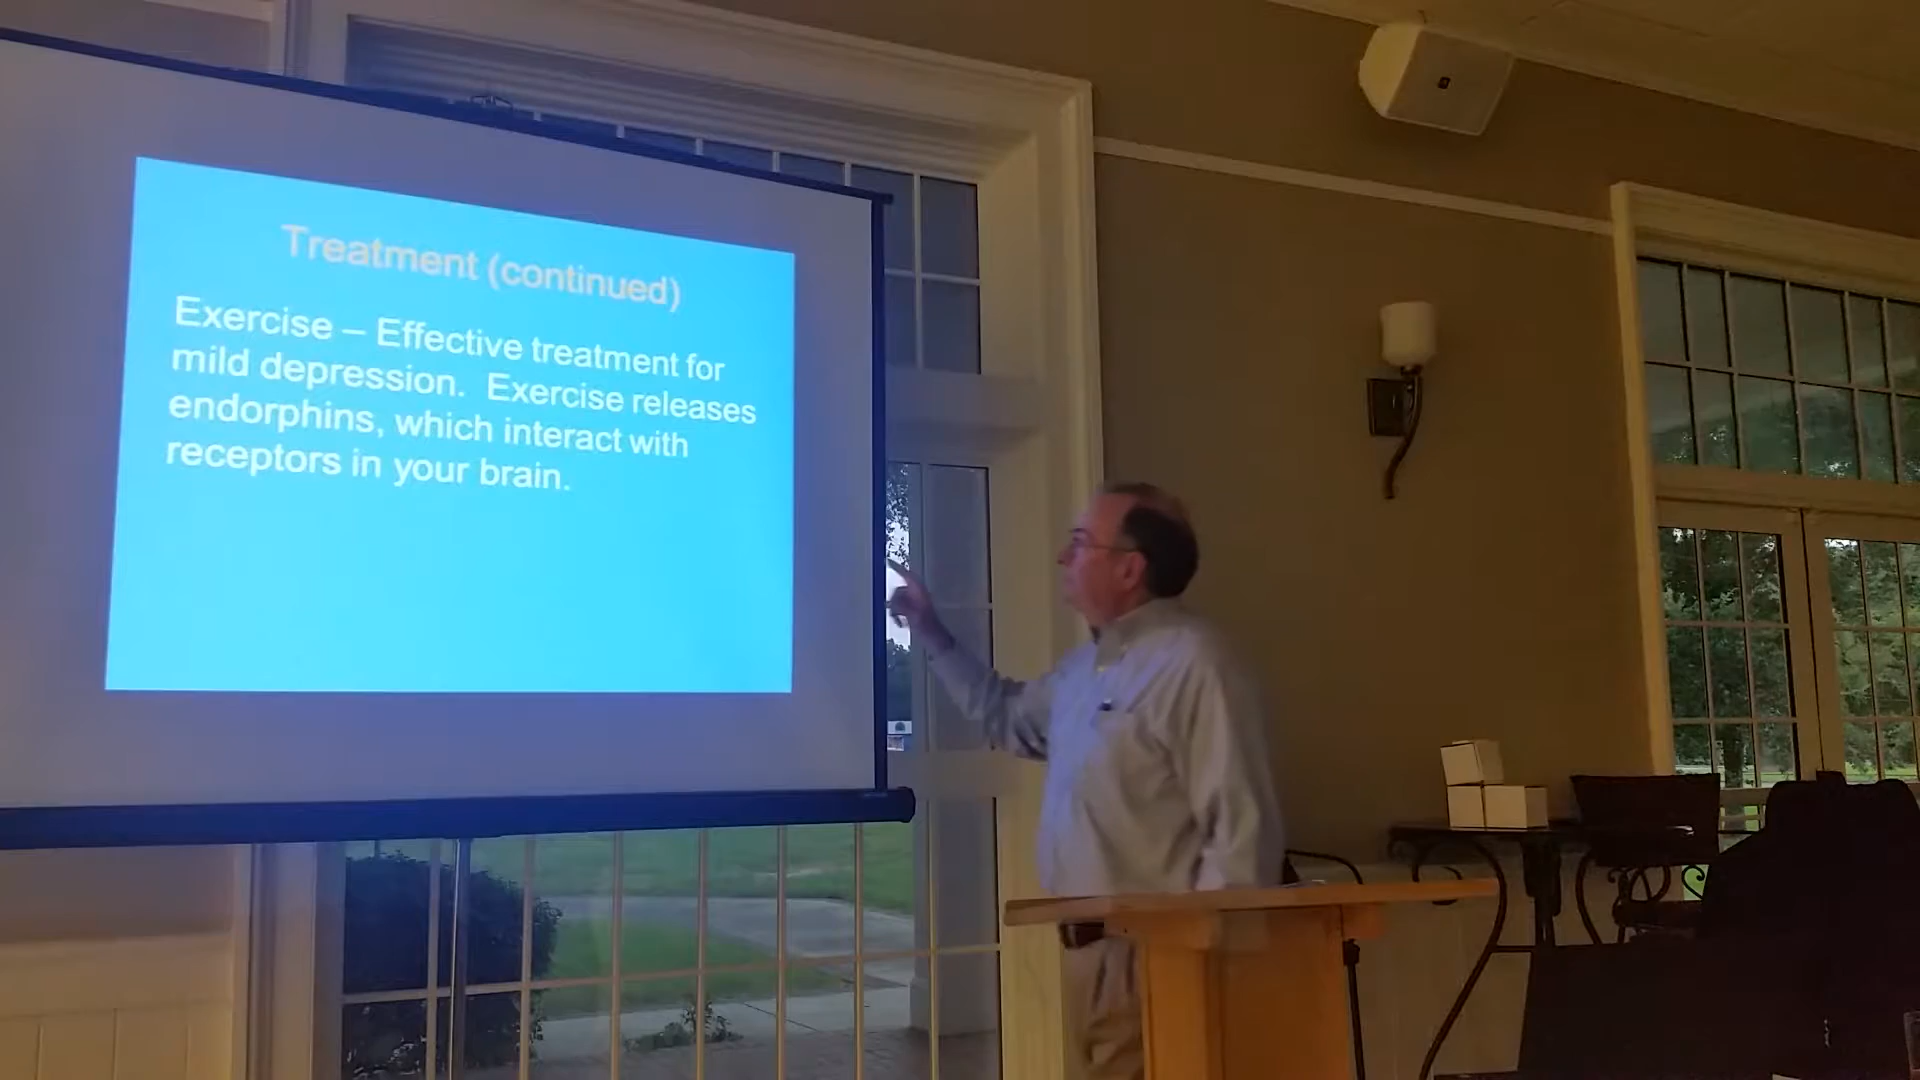 Treatment (continued)
Exercise – Effective treatment for
mild depression. Exercise releases
endorphins, which interact with
receptors in your brain.